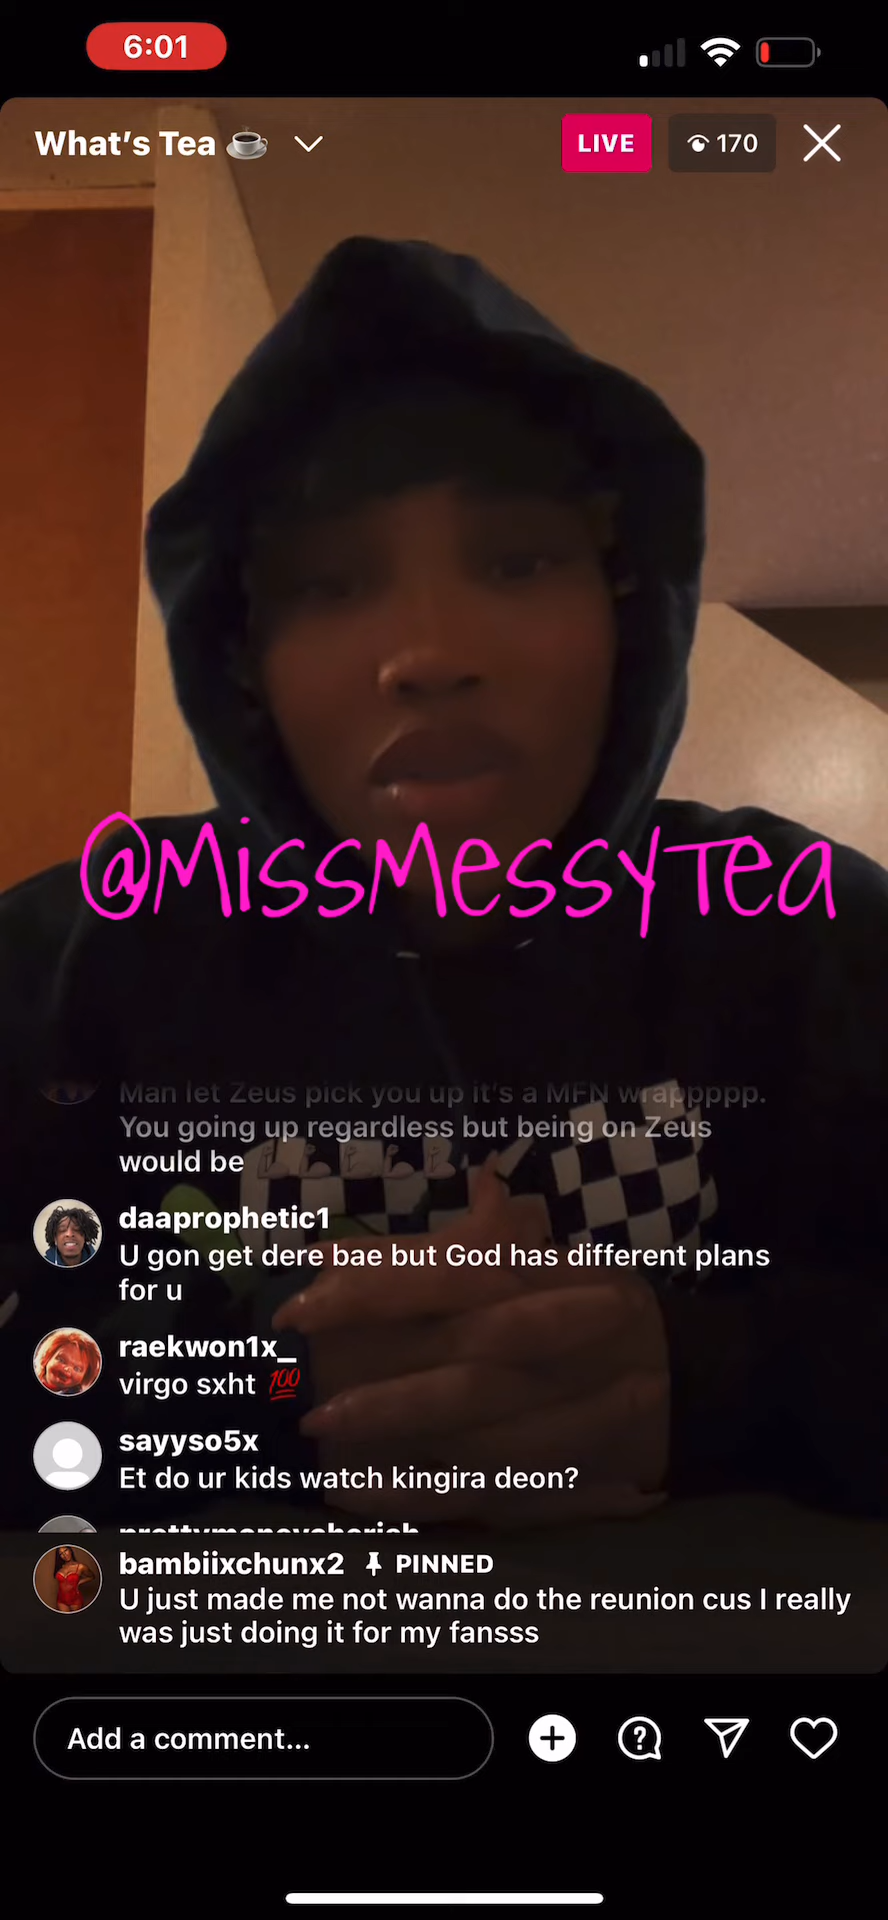 6:01
What's Tea ☕
LIVE
170
@MissMessyTea
Man let Zeus pick you up it's a MFN wrappppp.
You going up regardless but being on Zeus
would be
daaprophetic1
U gon get dere bae but God has different plans
for u
raekwon1x_
virgo sxht 💯
sayyso5x
Et do ur kids watch kingira deon?
bambiixchunx2 PINNED
U just made me not wanna do the reunion cus I really
was just doing it for my fansss
Add a comment...